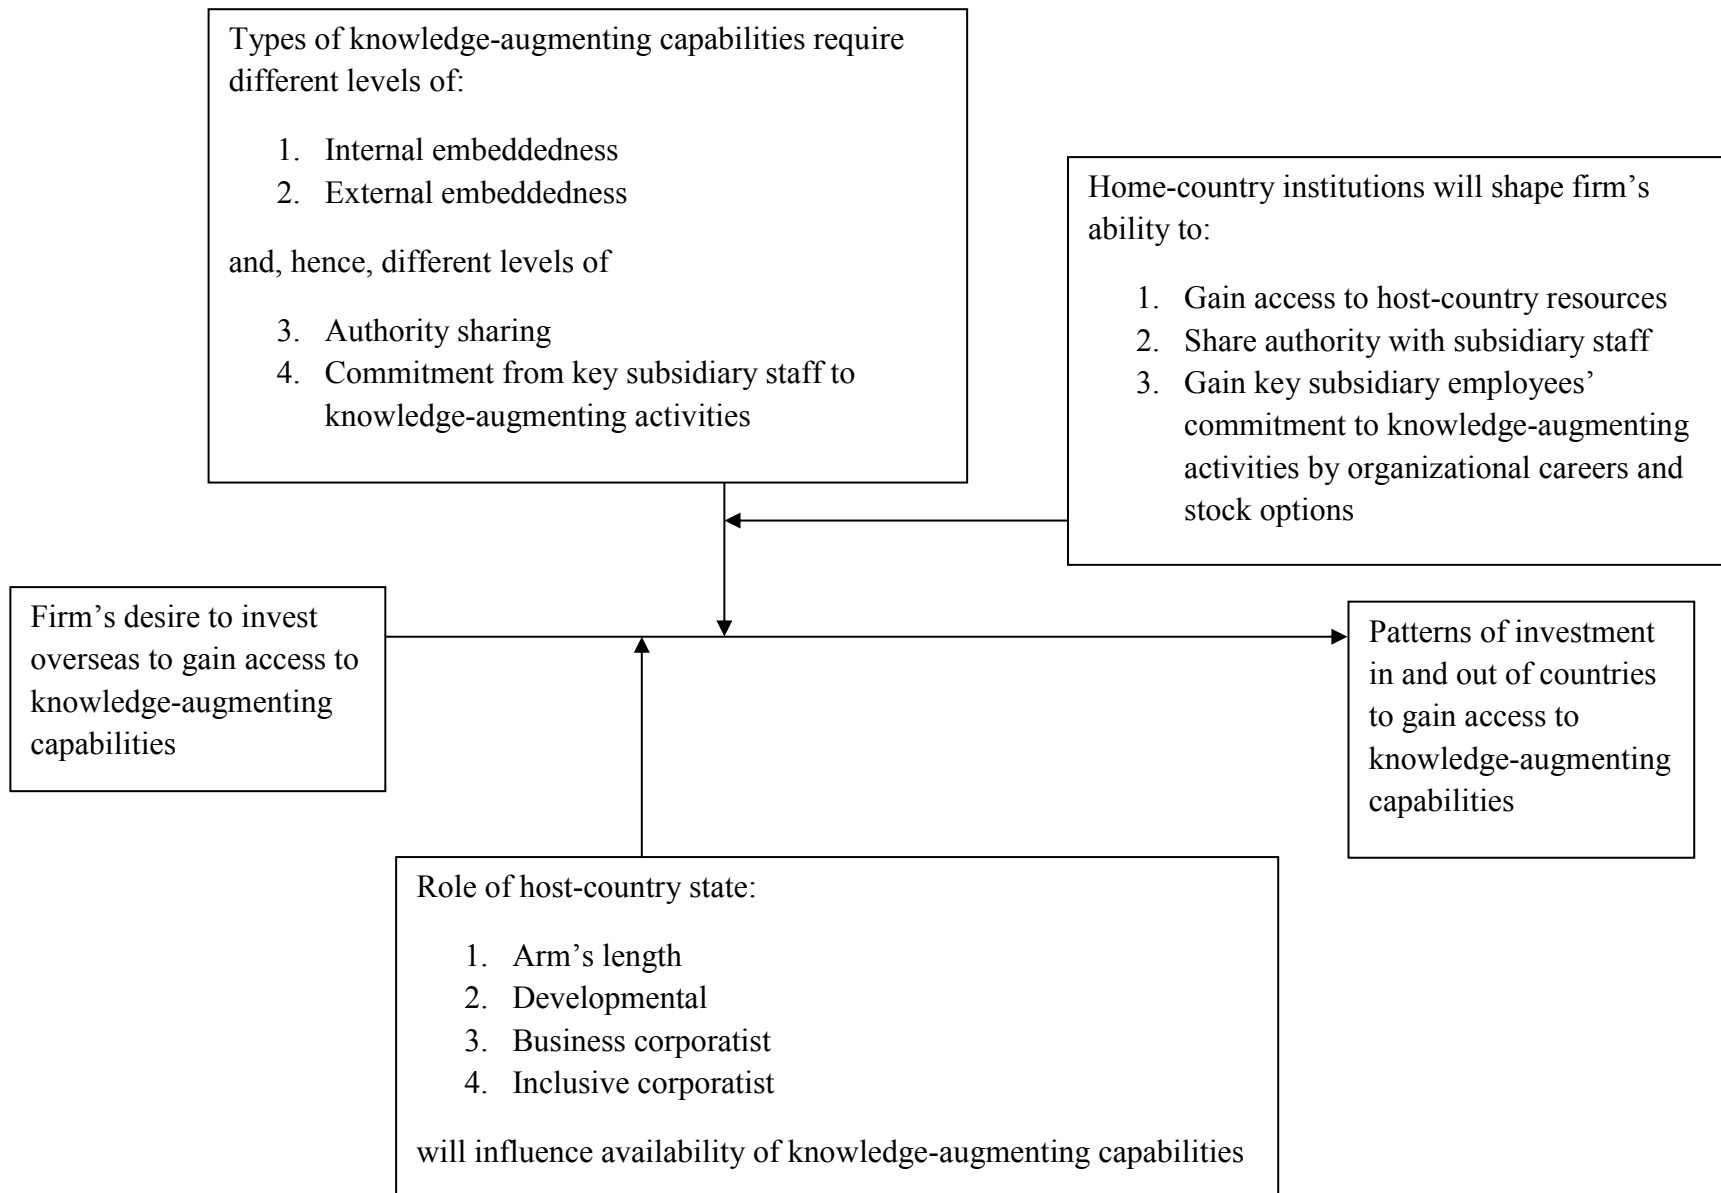 Types of knowledge-augmenting capabilities require
different levels of:
1. Internal embeddedness
2. External embeddedness
and, hence, different levels of
3. Authority sharing
4. Commitment from key subsidiary staff to
knowledge-augmenting activities
Home-country institutions will shape firm’s
ability to:
1. Gain access to host-country resources
2. Share authority with subsidiary staff
3. Gain key subsidiary employees’
commitment to knowledge-augmenting
activities by organizational careers and
stock options
Firm’s desire to invest
overseas to gain access to
knowledge-augmenting
capabilities
Patterns of investment
in and out of countries
to gain access to
knowledge-augmenting
capabilities
Role of host-country state:
1. Arm’s length
2. Developmental
3. Business corporatist
4. Inclusive corporatist
will influence availability of knowledge-augmenting capabilities